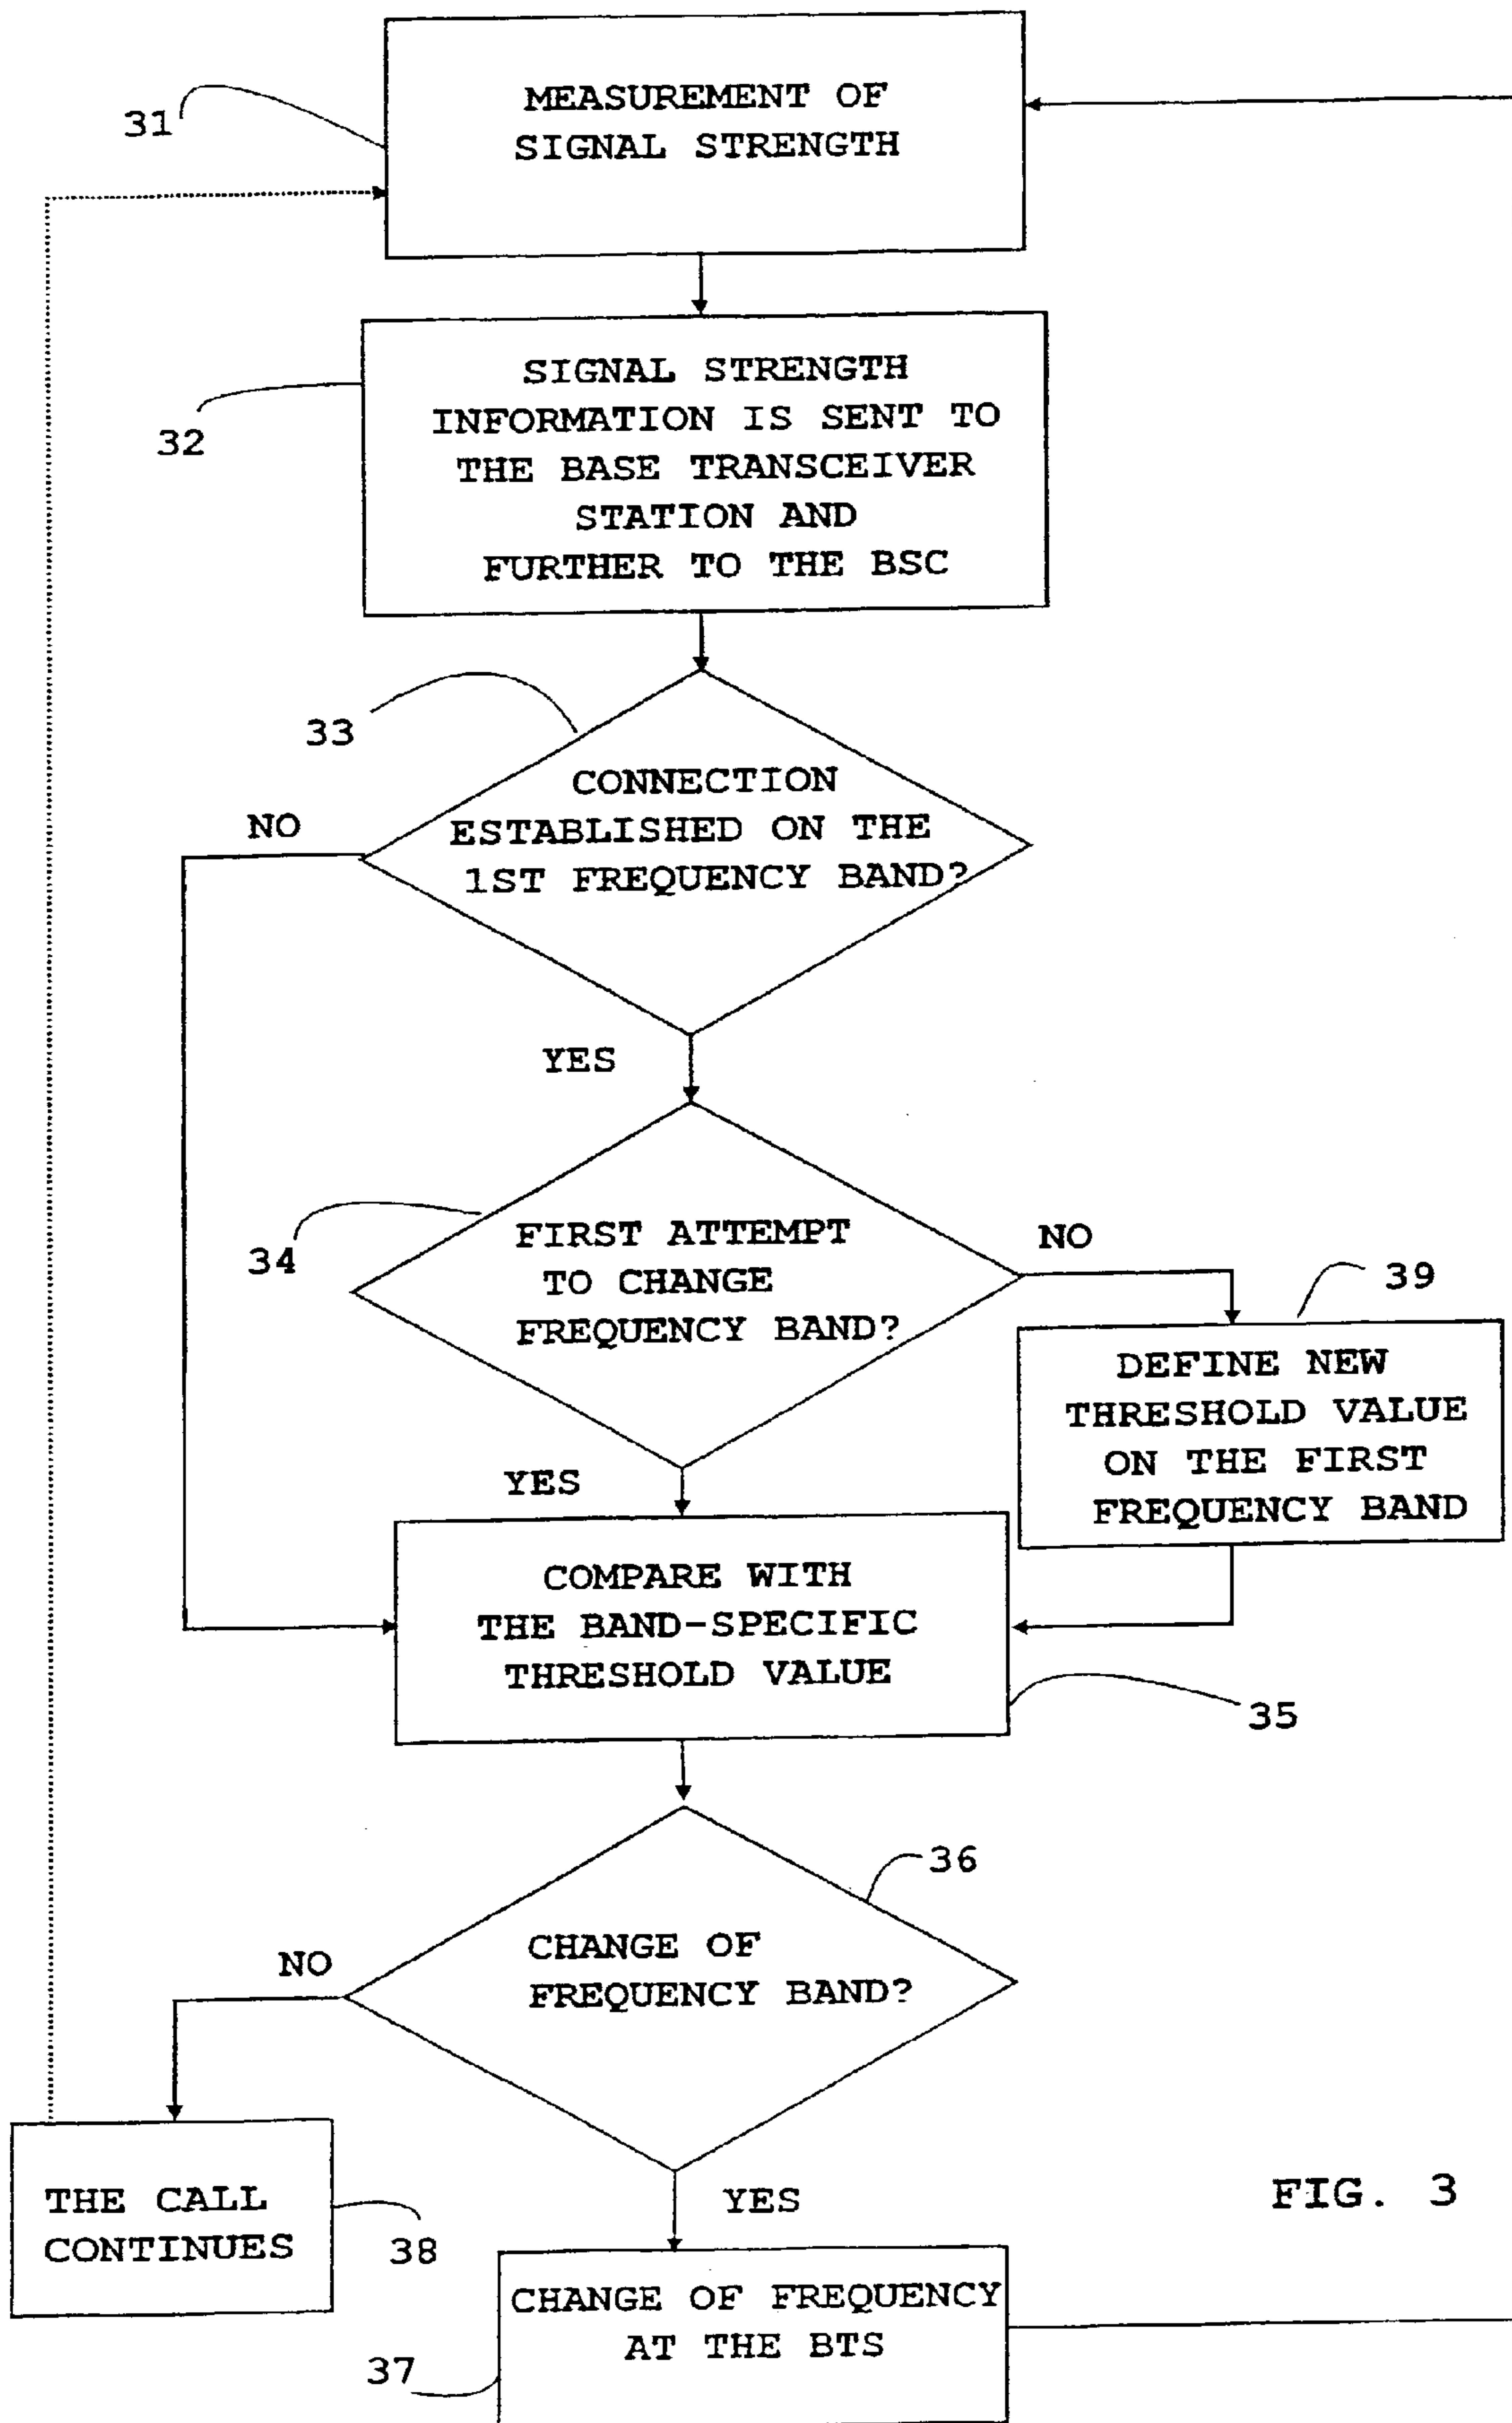 MEASUREMENT OF
SIGNAL STRENGTH
31
SIGNAL STRENGTH
INFORMATION IS SENT TO
THE BASE TRANSCEIVER
STATION AND
FURTHER TO THE BSC
32
33
CONNECTION
ESTABLISHED ON THE
1ST FREQUENCY BAND?
NO
YES
34
FIRST ATTEMPT
TO CHANGE
FREQUENCY BAND?
NO
39
DEFINE NEW
THRESHOLD VALUE
ON THE FIRST
FREQUENCY BAND
YES
COMPARE WITH
THE BAND-SPECIFIC
THRESHOLD VALUE
35
36
CHANGE OF
FREQUENCY BAND?
NO
THE CALL
CONTINUES
38
YES
FIG. 3
CHANGE OF FREQUENCY
AT THE BTS
37